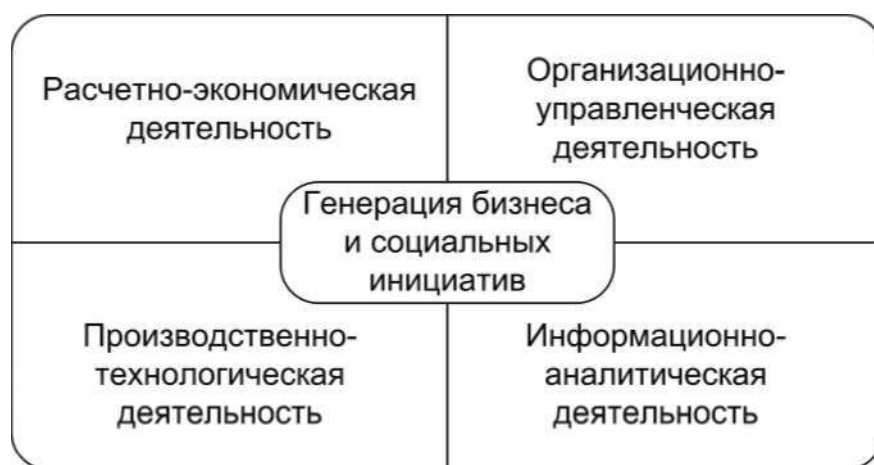 Расчетно-экономическая
деятельность
Организационно-
управленческая
деятельность
Генерация бизнеса
и социальных
инициатив
Производственно-
технологическая
деятельность
Информационно-
аналитическая
деятельность